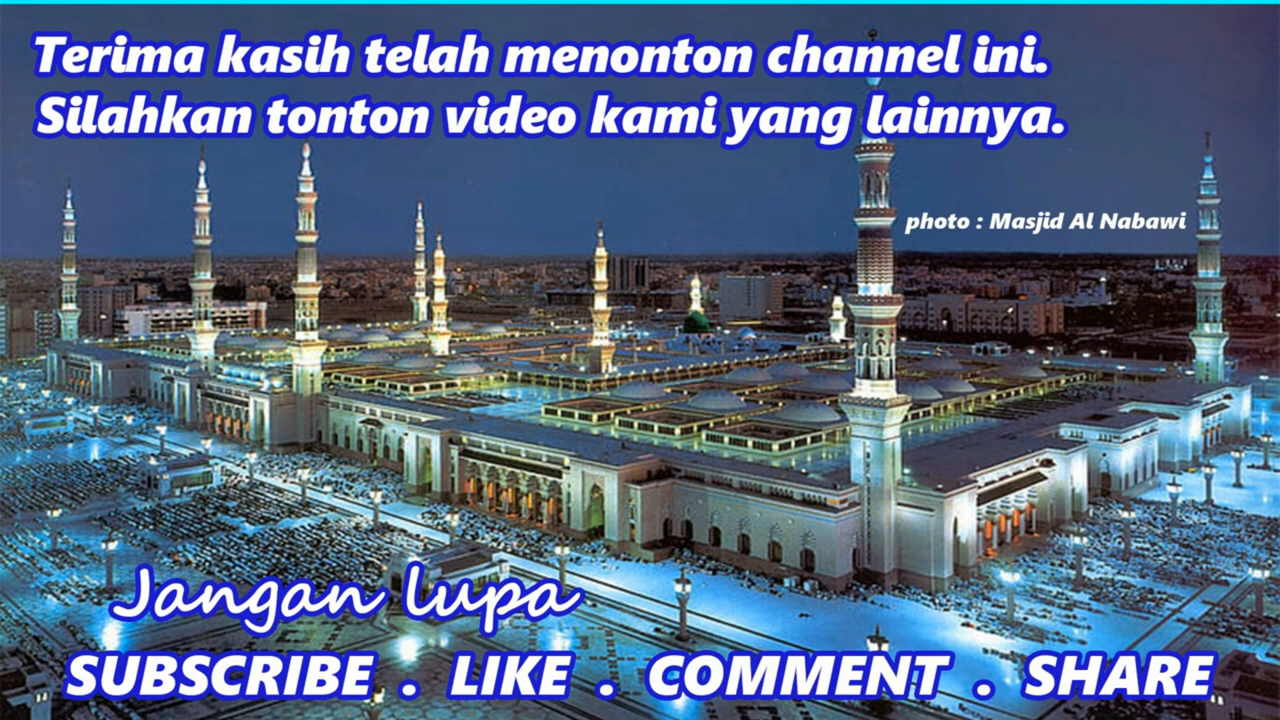 Terima kasih telah menonton channel ini.
Silahkan tonton video kami yang lainnya.
photo : Masjid Al Nabawi
Jangan lupa
SUBSCRIBE . LIKE . COMMENT . SHARE